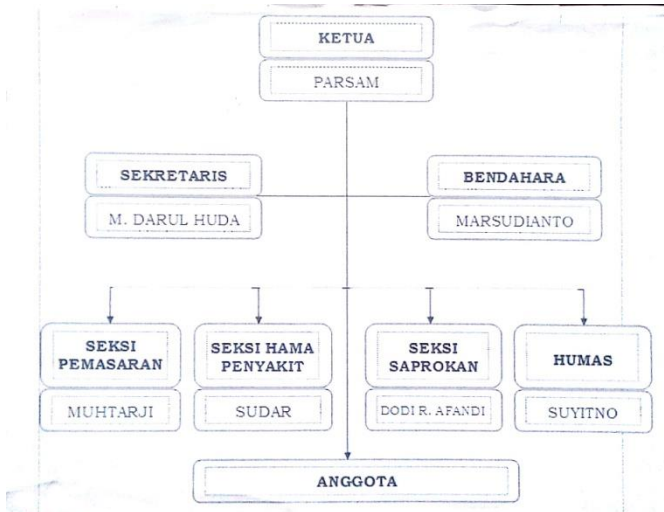 KETUA
PARSAM
SEKRETARIS
M. DARUL HUDA
BENDAHARA
MARSUDIANTO
SEKSI
PEMASARAN
MUHTARJI
SEKSI HAMA
PENYAKIT
SUDAR
SEKSI
SAPROKAN
DODI R. AFANDI
HUMAS
SUYITNO
ANGGOTA